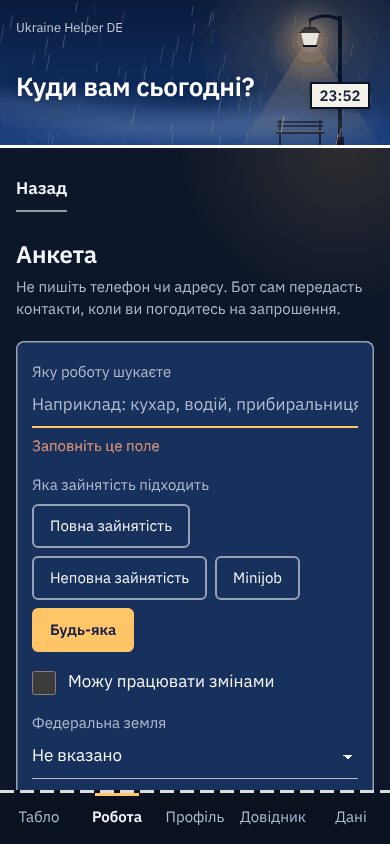 Ukraine Helper DE
Куди вам сьогодні?
23:52
Назад
Анкета
Не пишіть телефон чи адресу. Бот сам передасть
контакти, коли ви погодитесь на запрошення.
Яку роботу шукаєте
Наприклад: кухар, водій, прибиральниця
Заповніть це поле
Яка зайнятість підходить
Повна зайнятість
Неповна зайнятість Minijob
Будь-яка
Можу працювати змінами
Федеральна земля
Не вказано
Табло Робота Профіль Довідник Дані